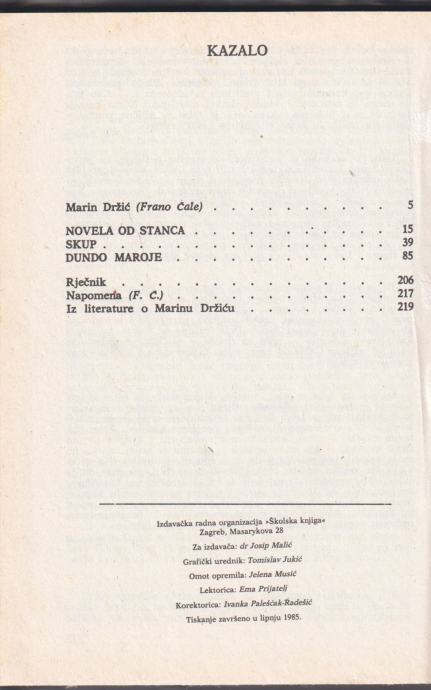 KAZALO
Marin Držić (Frano Čale) . . . . . . . . . . 5
NOVELA OD STANCA . . . . . . . . . . . 15
SKUP . . . . . . . . . . . . . . . . 39
DUNDO MAROJE . . . . . . . . . . . . 85
Rječnik . . . . . . . . . . . . . . . 206
Napomena (F. Č.) . . . . . . . . . . . . 217
Iz literature o Marinu Držiću . . . . . . . . . 219
Izdavačka radna organizacija »Školska knjiga«
Zagreb, Masarykova 28
Za izdavača: dr Josip Malić
Grafički urednik: Tomislav Jukić
Omot opremila: Jelena Musić
Lektorica: Ema Prijatelj
Korektorica: Ivanka Paleščak-Radešić
Tiskanje završeno u lipnju 1985.